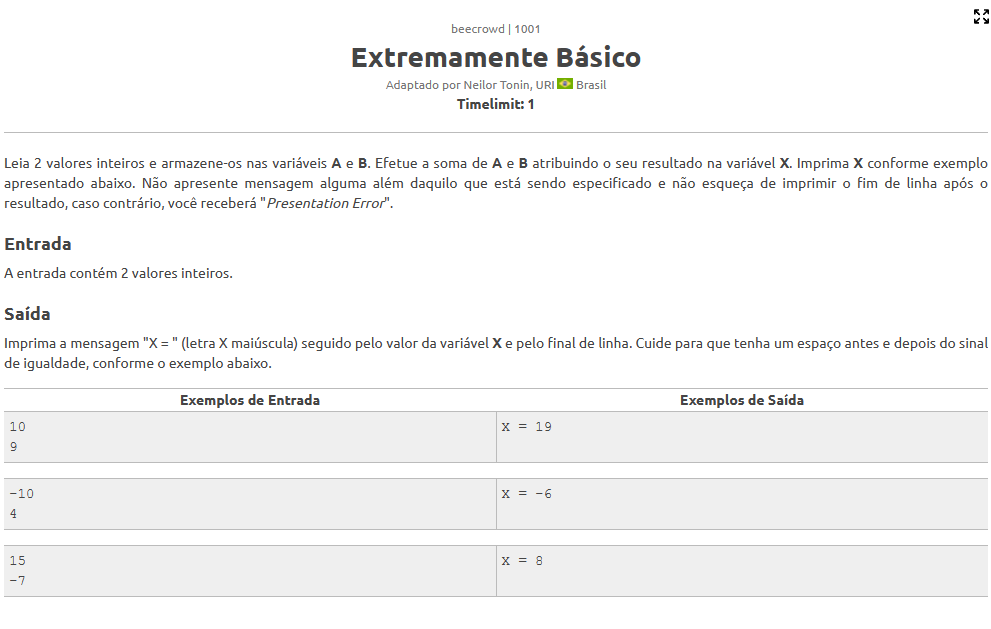 beecrowd | 1001
Extremamente Básico
Adaptado por Neilor Tonin, URI Brasil
Timelimit: 1
Leia 2 valores inteiros e armazene-os nas variáveis A e B. Efetue a soma de A e B atribuindo o seu resultado na variável X. Imprima X conforme exemplo
apresentado abaixo. Não apresente mensagem alguma além daquilo que está sendo especificado e não esqueça de imprimir o fim de linha após o
resultado, caso contrário, você receberá "Presentation Error".
Entrada
A entrada contém 2 valores inteiros.
Saída
Imprima a mensagem "X = " (letra X maiúscula) seguido pelo valor da variável X e pelo final de linha. Cuide para que tenha um espaço antes e depois do sinal
de igualdade, conforme o exemplo abaixo.
Exemplos de Entrada Exemplos de Saída
10 X = 19
9
-10 X = -6
4
15 X = 8
-7